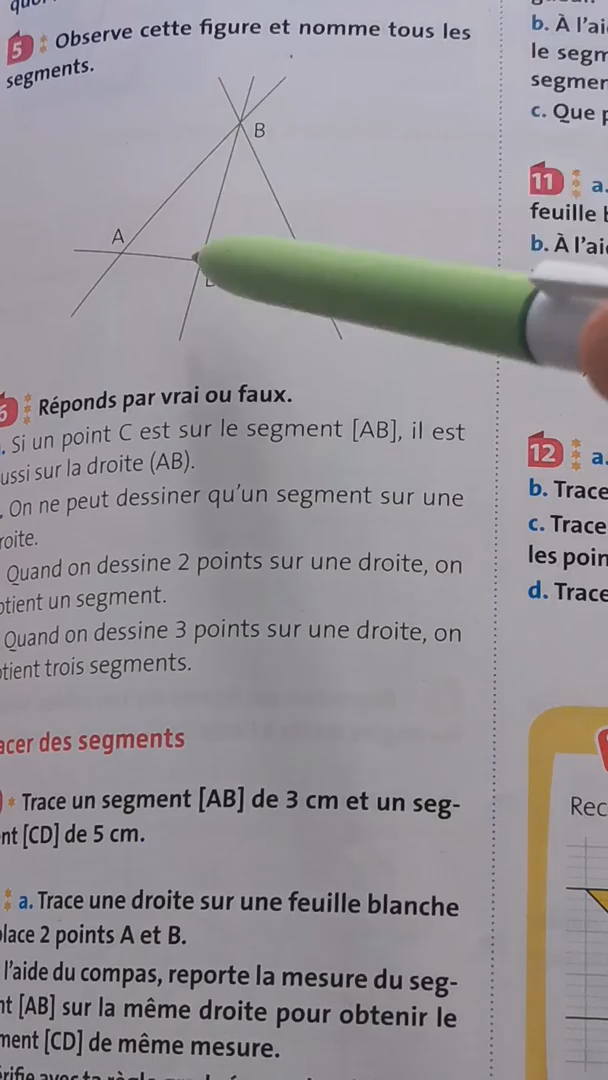 5 Observe cette figure et nomme tous les
segments.
B
A
Réponds par vrai ou faux.
Si un point C est sur le segment [AB], il est
ussi sur la droite (AB).
On ne peut dessiner qu'un segment sur une
roite.
Quand on dessine 2 points sur une droite, on
btient un segment.
Quand on dessine 3 points sur une droite, on
tient trois segments.
acer des segments
Trace un segment [AB] de 3 cm et un seg-
nt [CD] de 5 cm.
a. Trace une droite sur une feuille blanche
place 2 points A et B.
l'aide du compas, reporte la mesure du seg-
nt [AB] sur la même droite pour obtenir le
ment [CD] de même mesure.
b. À l'ai
le segm
segmer
c. Que
11 a.
feuille
b. À l'ai
12 a.
b. Trace
c. Trace
les poin
d. Trace
Rec